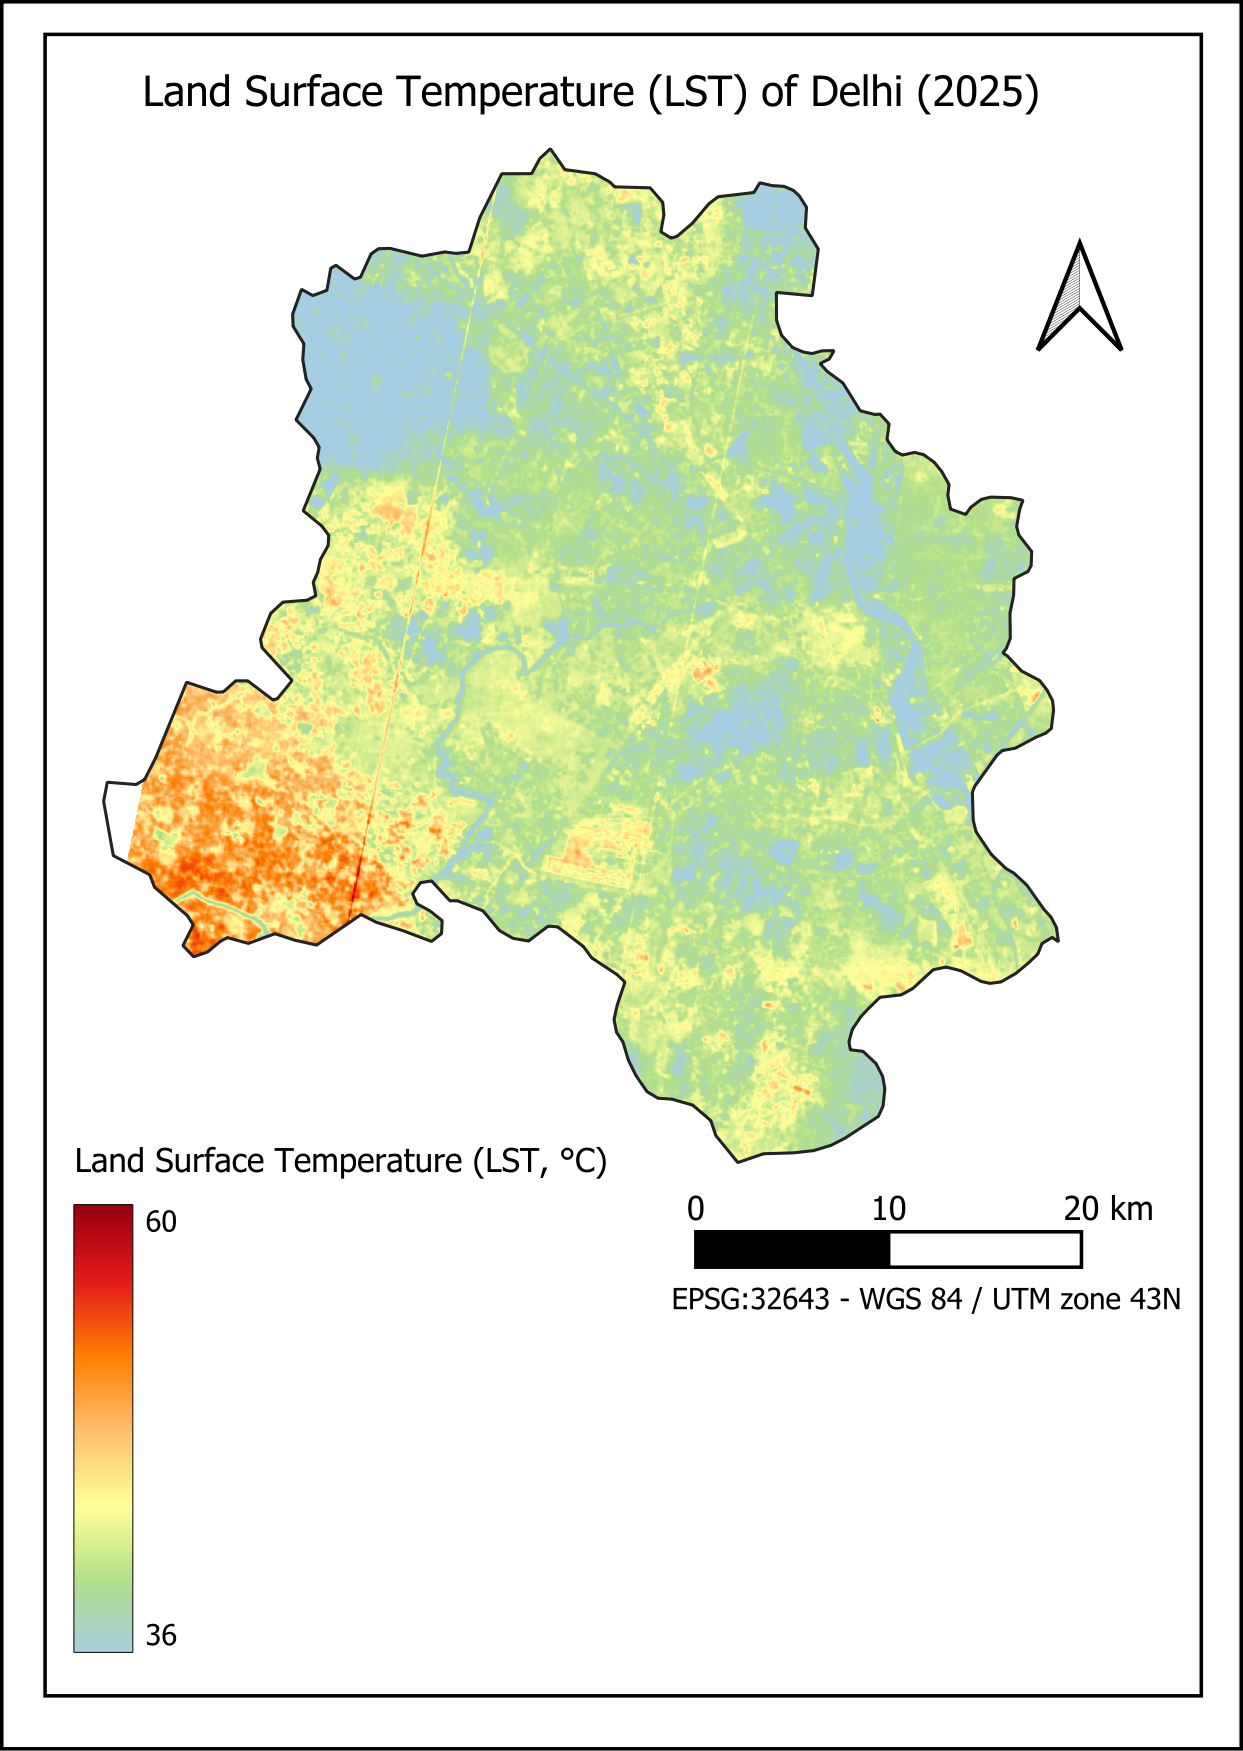 Land Surface Temperature (LST) of Delhi (2025)
Land Surface Temperature (LST, °C)
60
36
0 10 20 km
EPSG:32643 - WGS 84 / UTM zone 43N